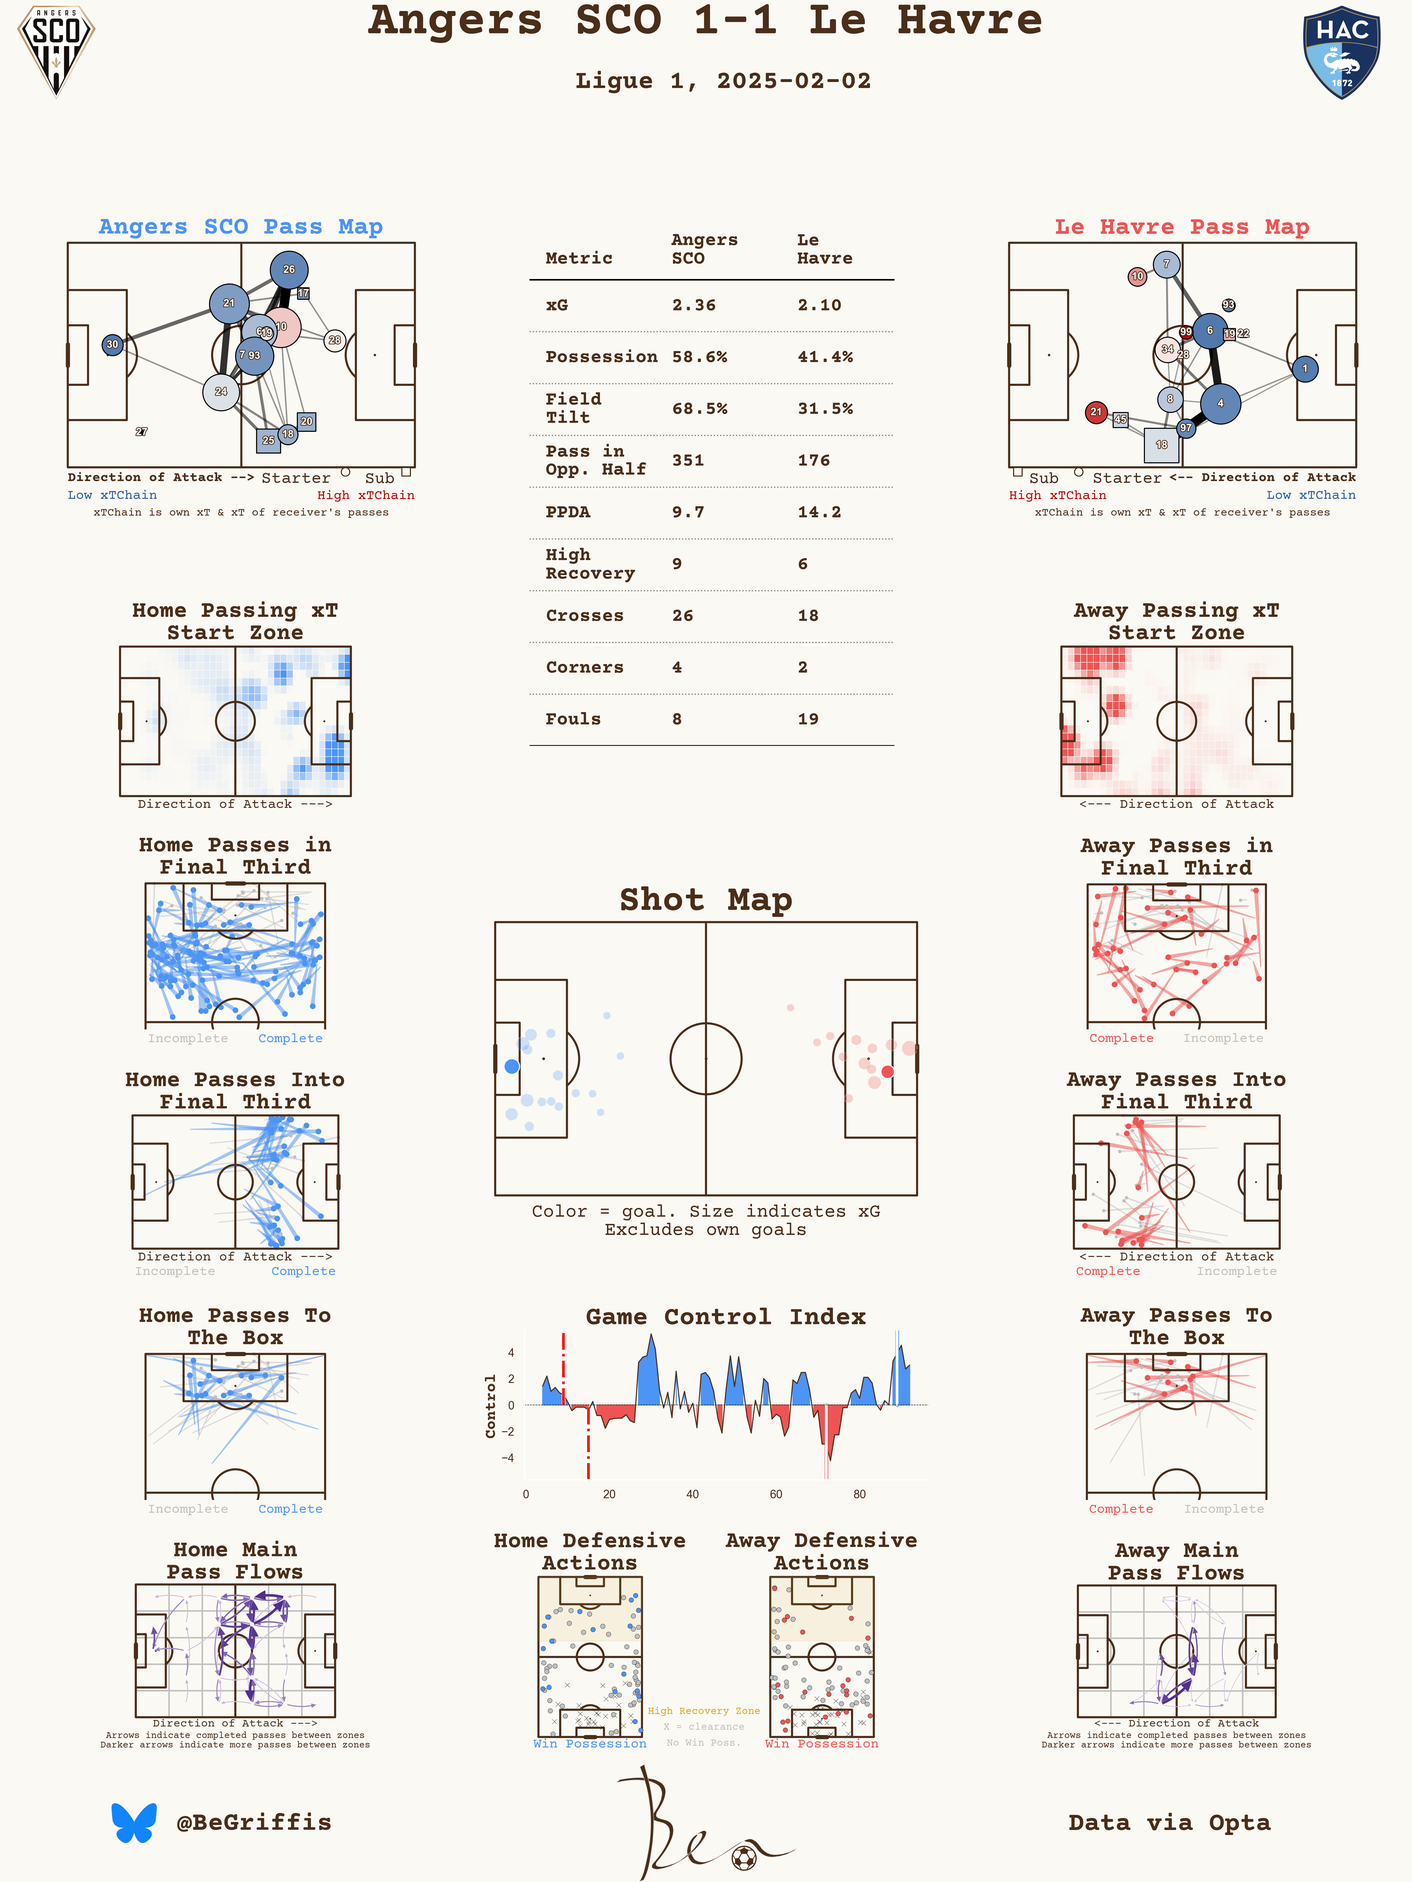 Angers SCO 1-1 Le Havre
Ligue 1, 2025-02-02
ANGERS
SCO
HAC
1872
Angers SCO Pass Map
26
17
21
6
19
10
28
30
7
93
24
27
20
25
18
Direction of Attack --> Starter Sub
Low xTChain High xTChain
xTChain is own xT & xT of receiver's passes
Metric Angers SCO Le Havre
xG 2.36 2.10
Possession 58.6% 41.4%
Field Tilt 68.5% 31.5%
Pass in Opp. Half 351 176
PPDA 9.7 14.2
High Recovery 9 6
Crosses 26 18
Corners 4 2
Fouls 8 19
Le Havre Pass Map
7
10
93
99
6
19
22
34
28
1
8
4
21
45
97
18
Sub Starter <-- Direction of Attack
High xTChain Low xTChain
xTChain is own xT & xT of receiver's passes
Home Passing xT
Start Zone
Direction of Attack --->
Away Passing xT
Start Zone
<--- Direction of Attack
Home Passes in
Final Third
Incomplete Complete
Away Passes in
Final Third
Complete Incomplete
Shot Map
Color = goal. Size indicates xG
Excludes own goals
Home Passes Into
Final Third
Direction of Attack --->
Incomplete Complete
Away Passes Into
Final Third
<--- Direction of Attack
Complete Incomplete
Home Passes To
The Box
Incomplete Complete
Game Control Index
Control
4
2
0
−2
−4
0 20 40 60 80
Away Passes To
The Box
Complete Incomplete
Home Main
Pass Flows
Direction of Attack --->
Arrows indicate completed passes between zones
Darker arrows indicate more passes between zones
Home Defensive
Actions
Win Possession
Away Defensive
Actions
Win Possession
High Recovery Zone
X = clearance
No Win Poss.
Away Main
Pass Flows
<--- Direction of Attack
Arrows indicate completed passes between zones
Darker arrows indicate more passes between zones
@BeGriffis
Ben
Data via Opta